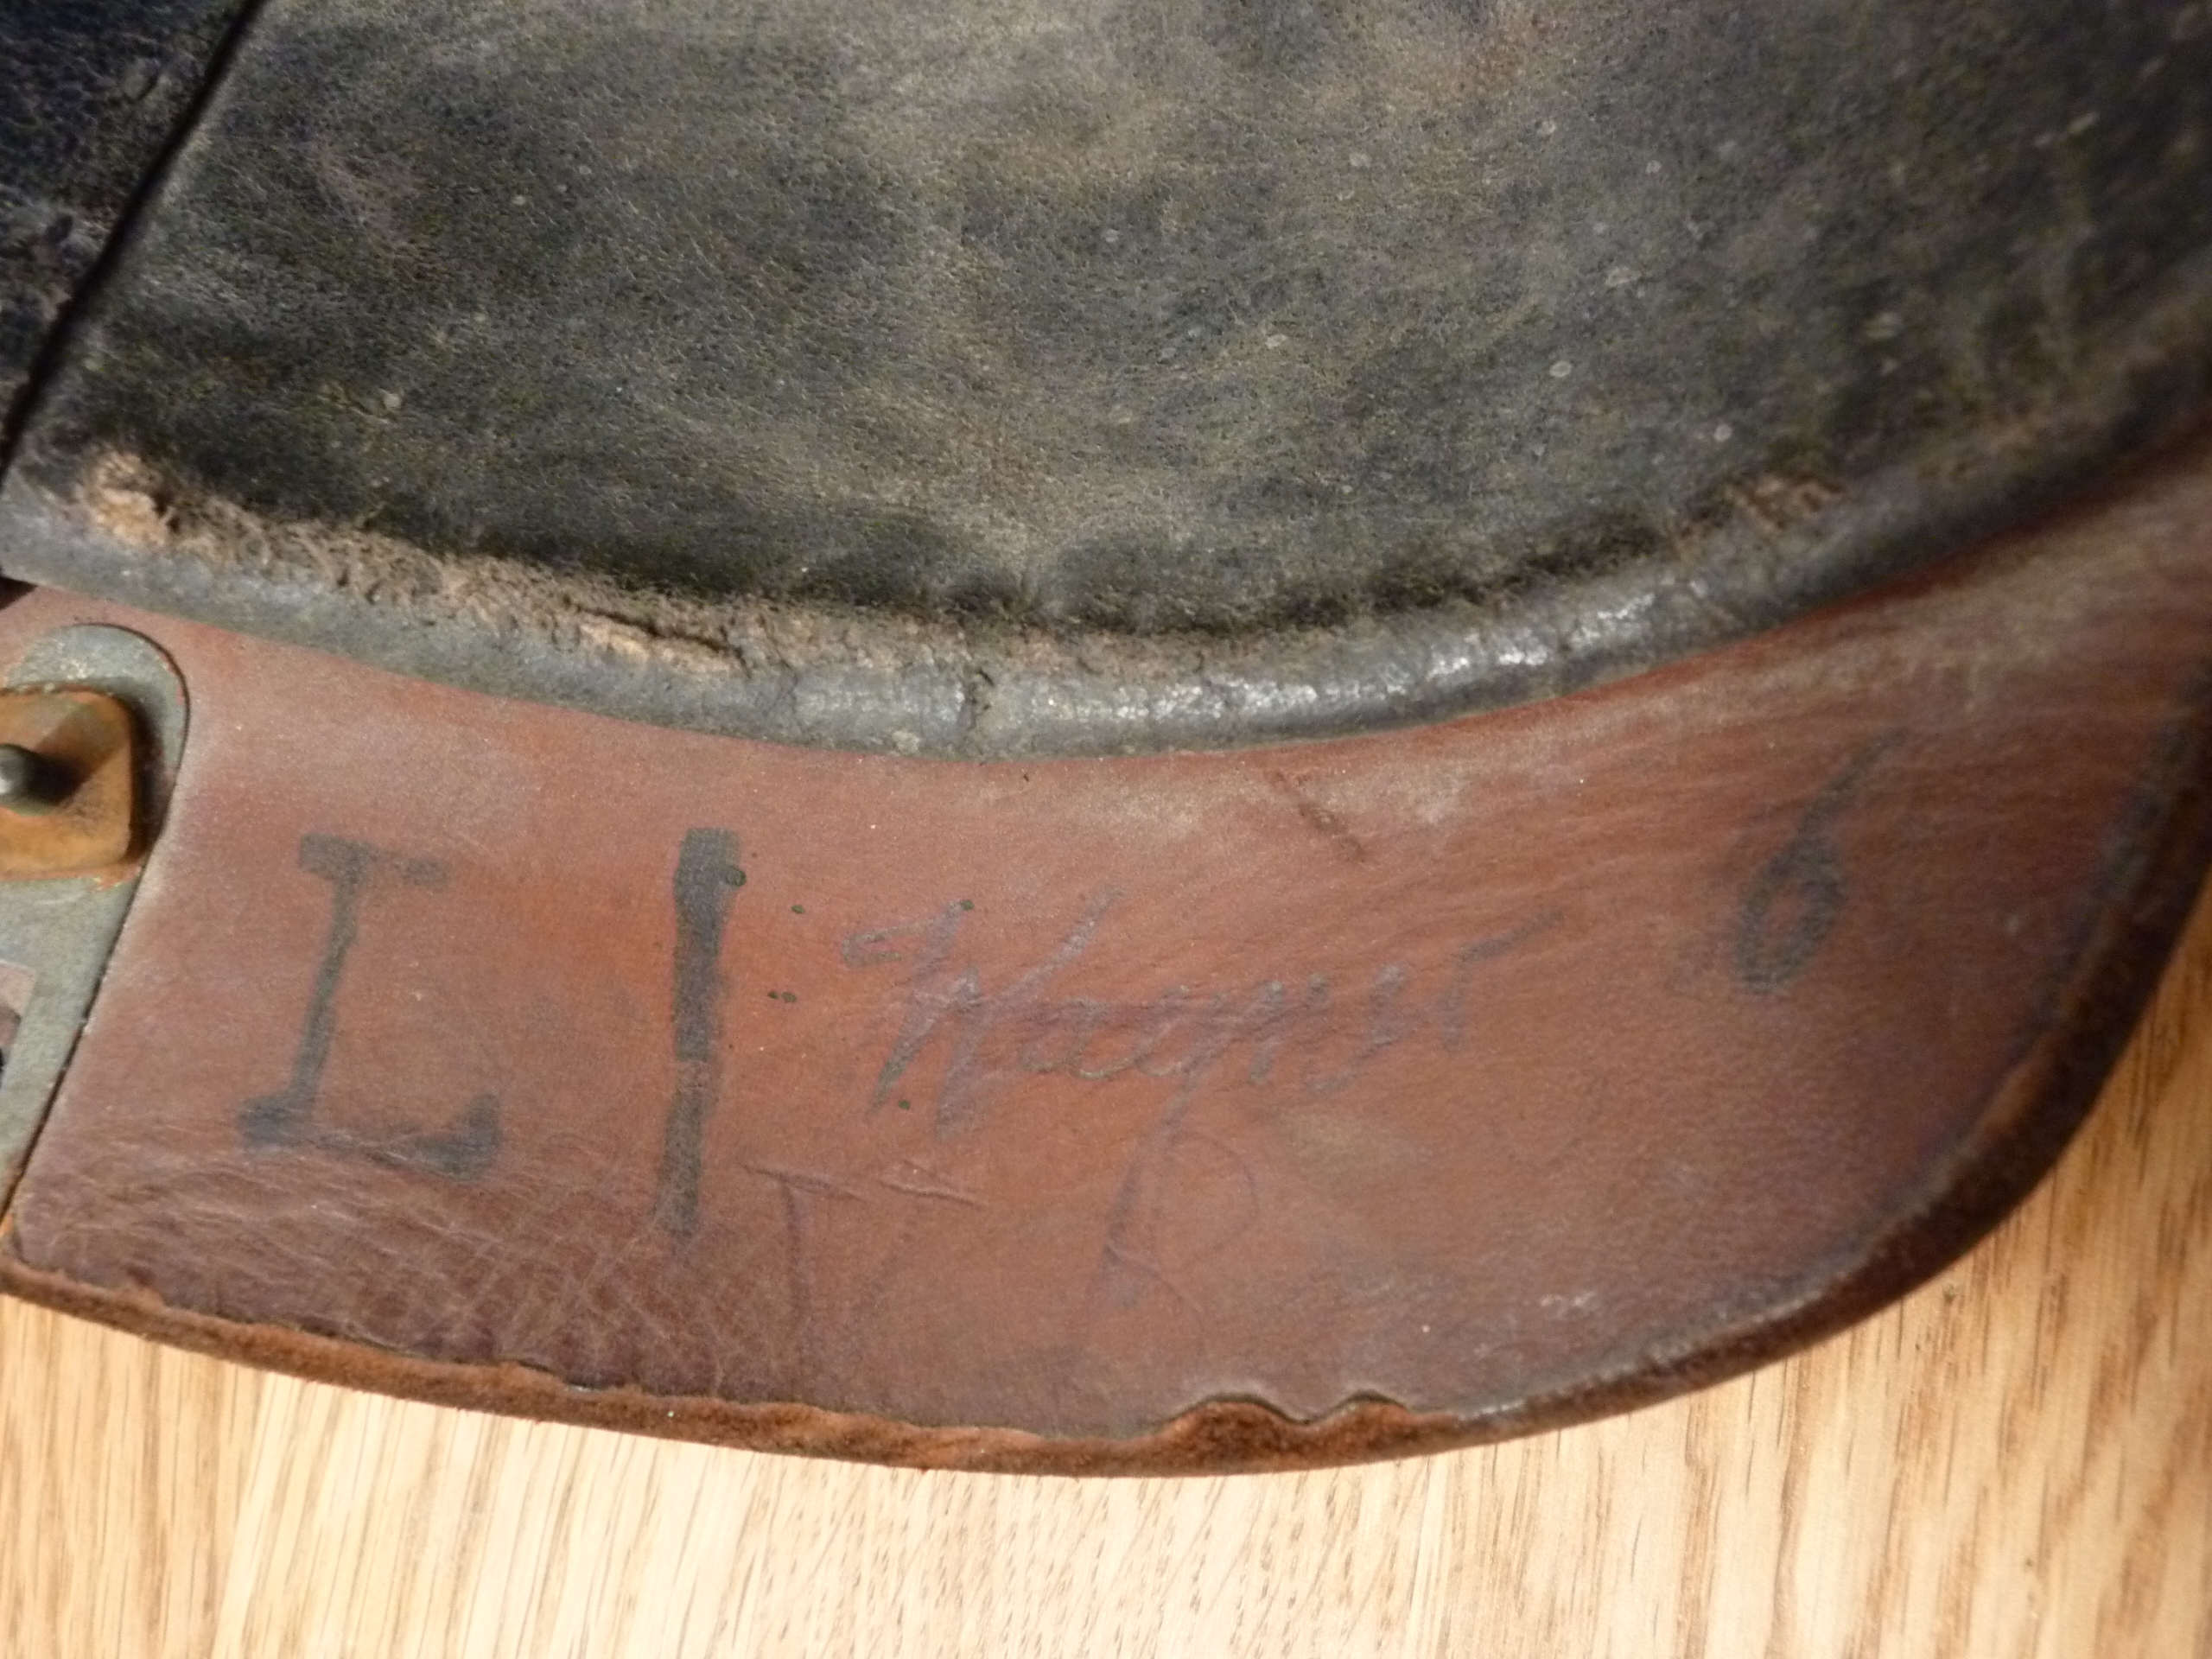 L I Wagner 6